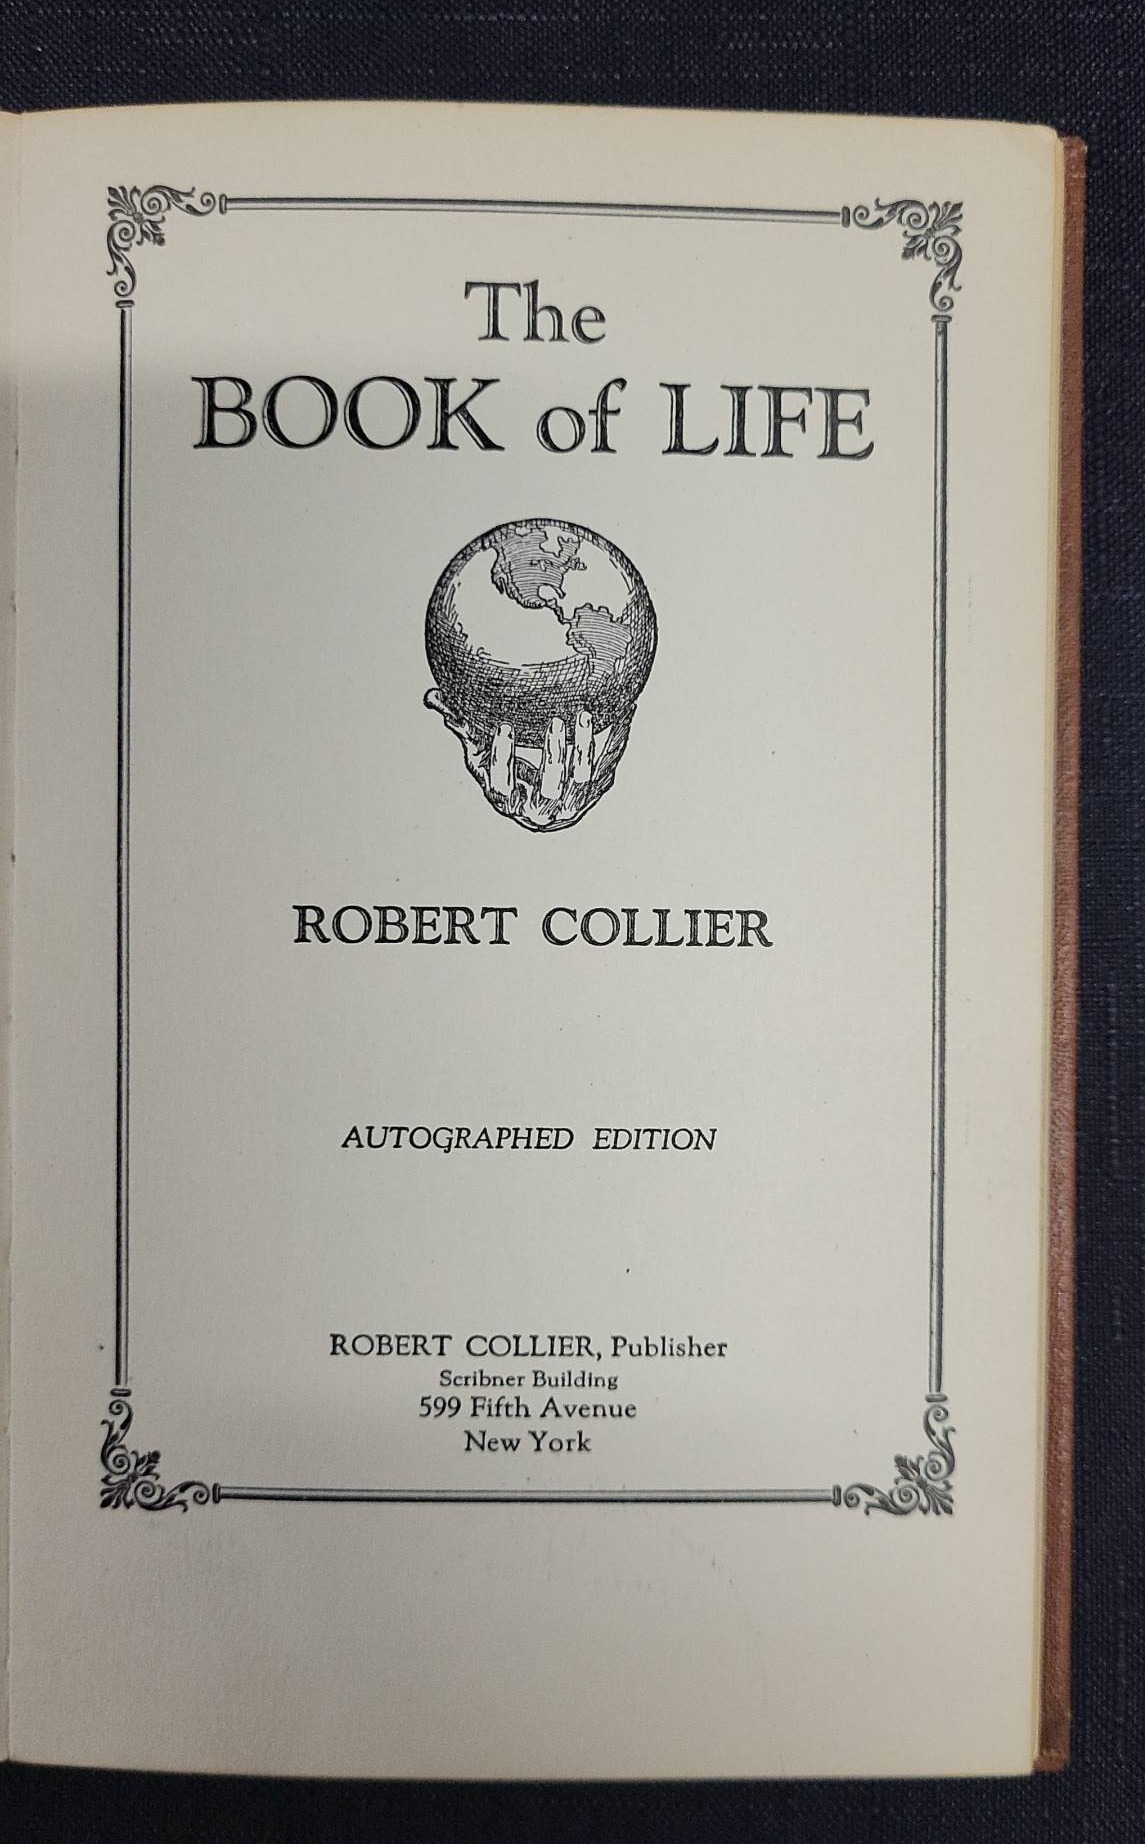 The
BOOK of LIFE
ROBERT COLLIER
AUTOGRAPHED EDITION
ROBERT COLLIER, Publisher
Scribner Building
599 Fifth Avenue
New York